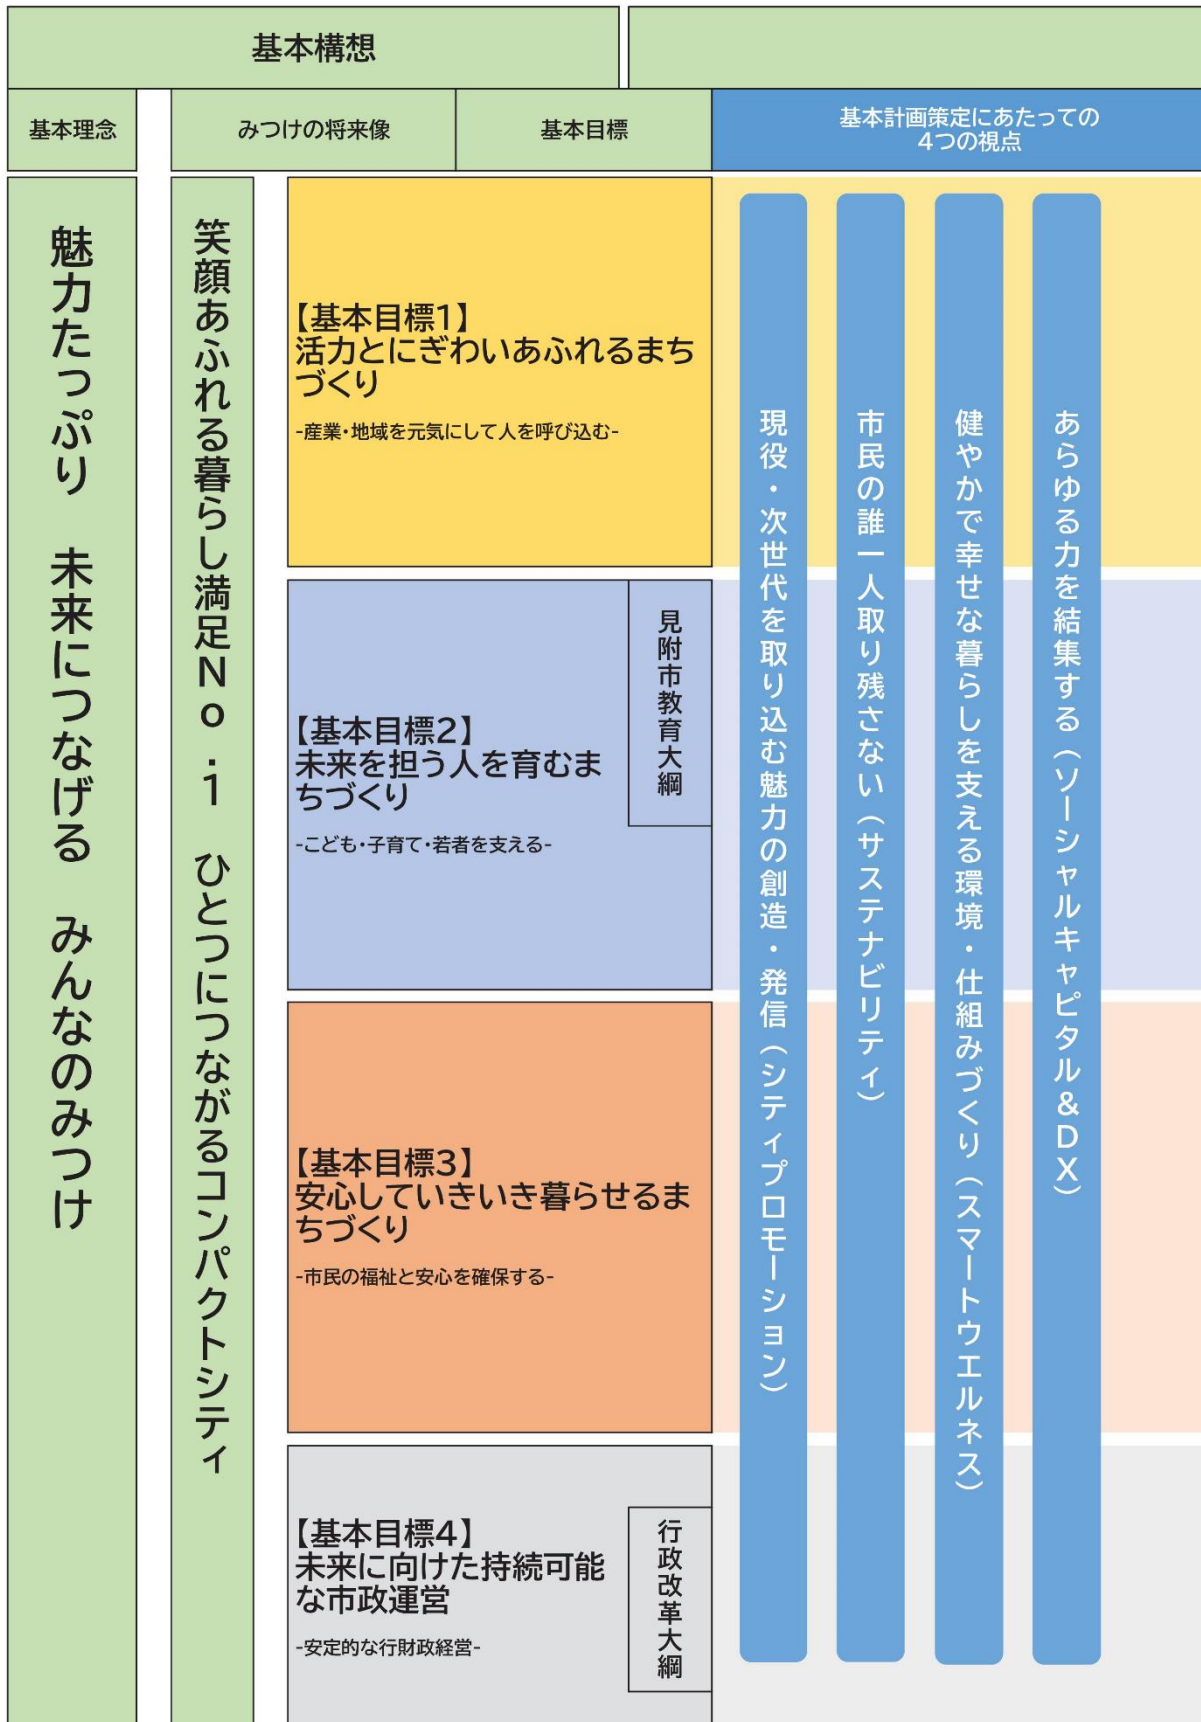 基本構想
基本理念
みつけの将来像
基本目標
基本計画策定にあたっての
4つの視点
魅力たっぷり　未来につなげる　みんなのみつけ
笑顔あふれる暮らし満足No.1　ひとつにつながるコンパクトシティ
【基本目標1】
活力とにぎわいあふれるまち
づくり
-産業・地域を元気にして人を呼び込む-
【基本目標2】
未来を担う人を育むま
ちづくり
-こども・子育て・若者を支える-
見附市教育大綱
【基本目標3】
安心していきいき暮らせるま
ちづくり
-市民の福祉と安心を確保する-
【基本目標4】
未来に向けた持続可能
な市政運営
-安定的な行財政経営-
行政改革大綱
現役・次世代を取り込む魅力の創造・発信（シティプロモーション）
市民の誰一人取り残さない（サステナビリティ）
健やかで幸せな暮らしを支える環境・仕組みづくり（スマートウエルネス）
あらゆる力を結集する（ソーシャルキャピタル＆DX）